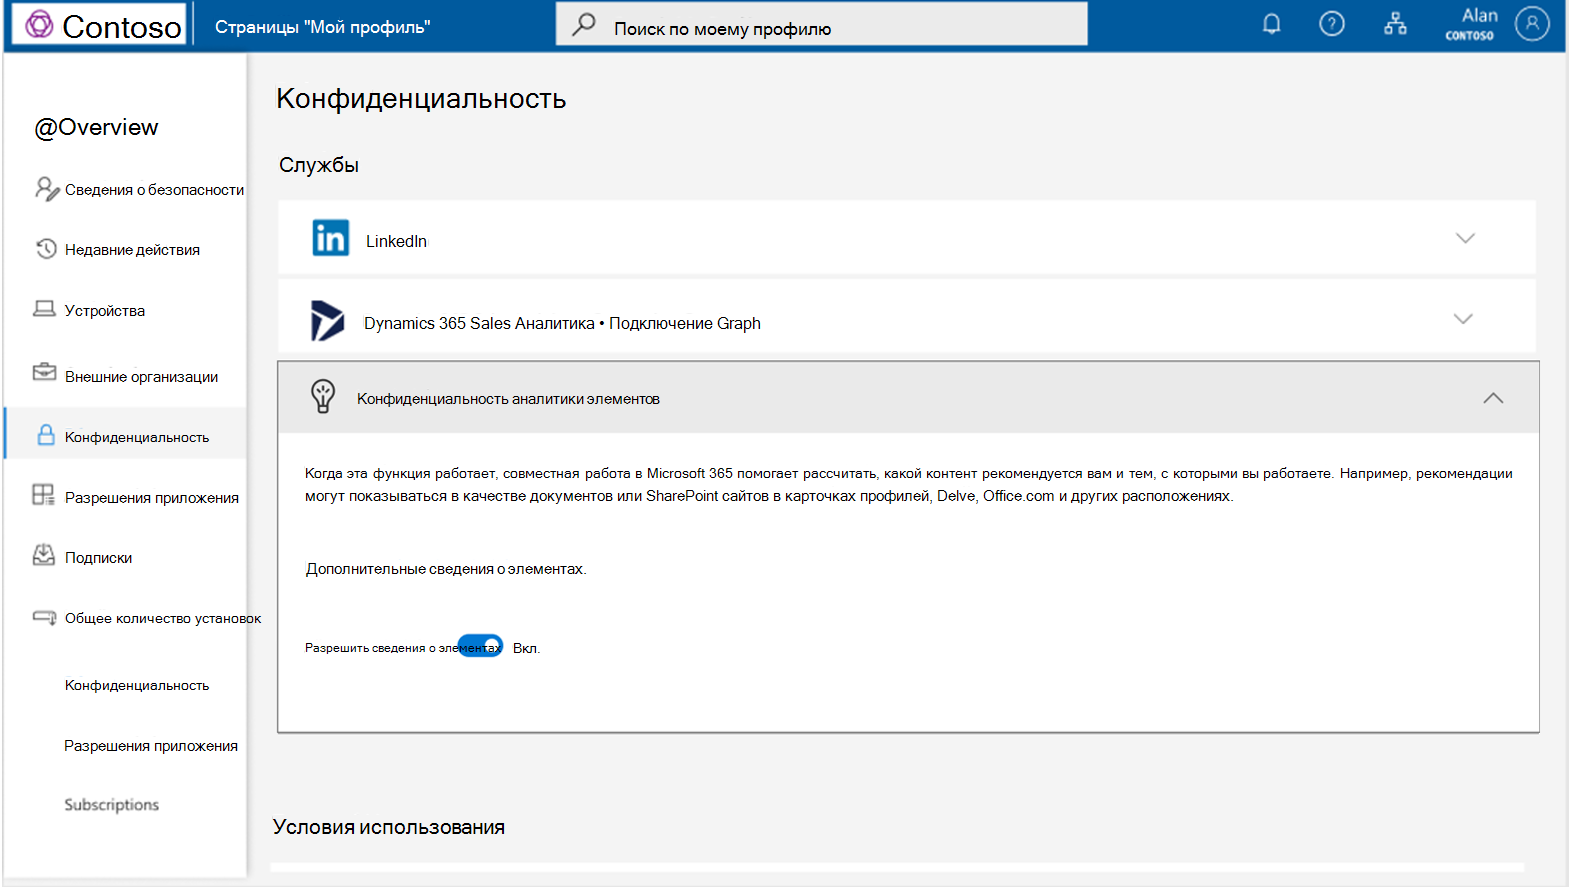 Contoso
Страницы "Мой профиль"
Поиск по моему профилю
Alan
CONTOSO
@Overview
Сведения о безопасности
Недавние действия
Устройства
Внешние организации
Конфиденциальность
Разрешения приложения
Подписки
Общее количество установок
Конфиденциальность
Разрешения приложения
Subscriptions
Конфиденциальность
Службы
LinkedIn
Dynamics 365 Sales Аналитика • Подключение Graph
Конфиденциальность аналитики элементов
Когда эта функция работает, совместная работа в Microsoft 365 помогает рассчитать, какой контент рекомендуется вам и тем, с которыми вы работаете. Например, рекомендации
могут показываться в качестве документов или SharePoint сайтов в карточках профилей, Delve, Office.com и других расположениях.
Дополнительные сведения о элементах.
Разрешить сведения о элементах Вкл.
Условия использования